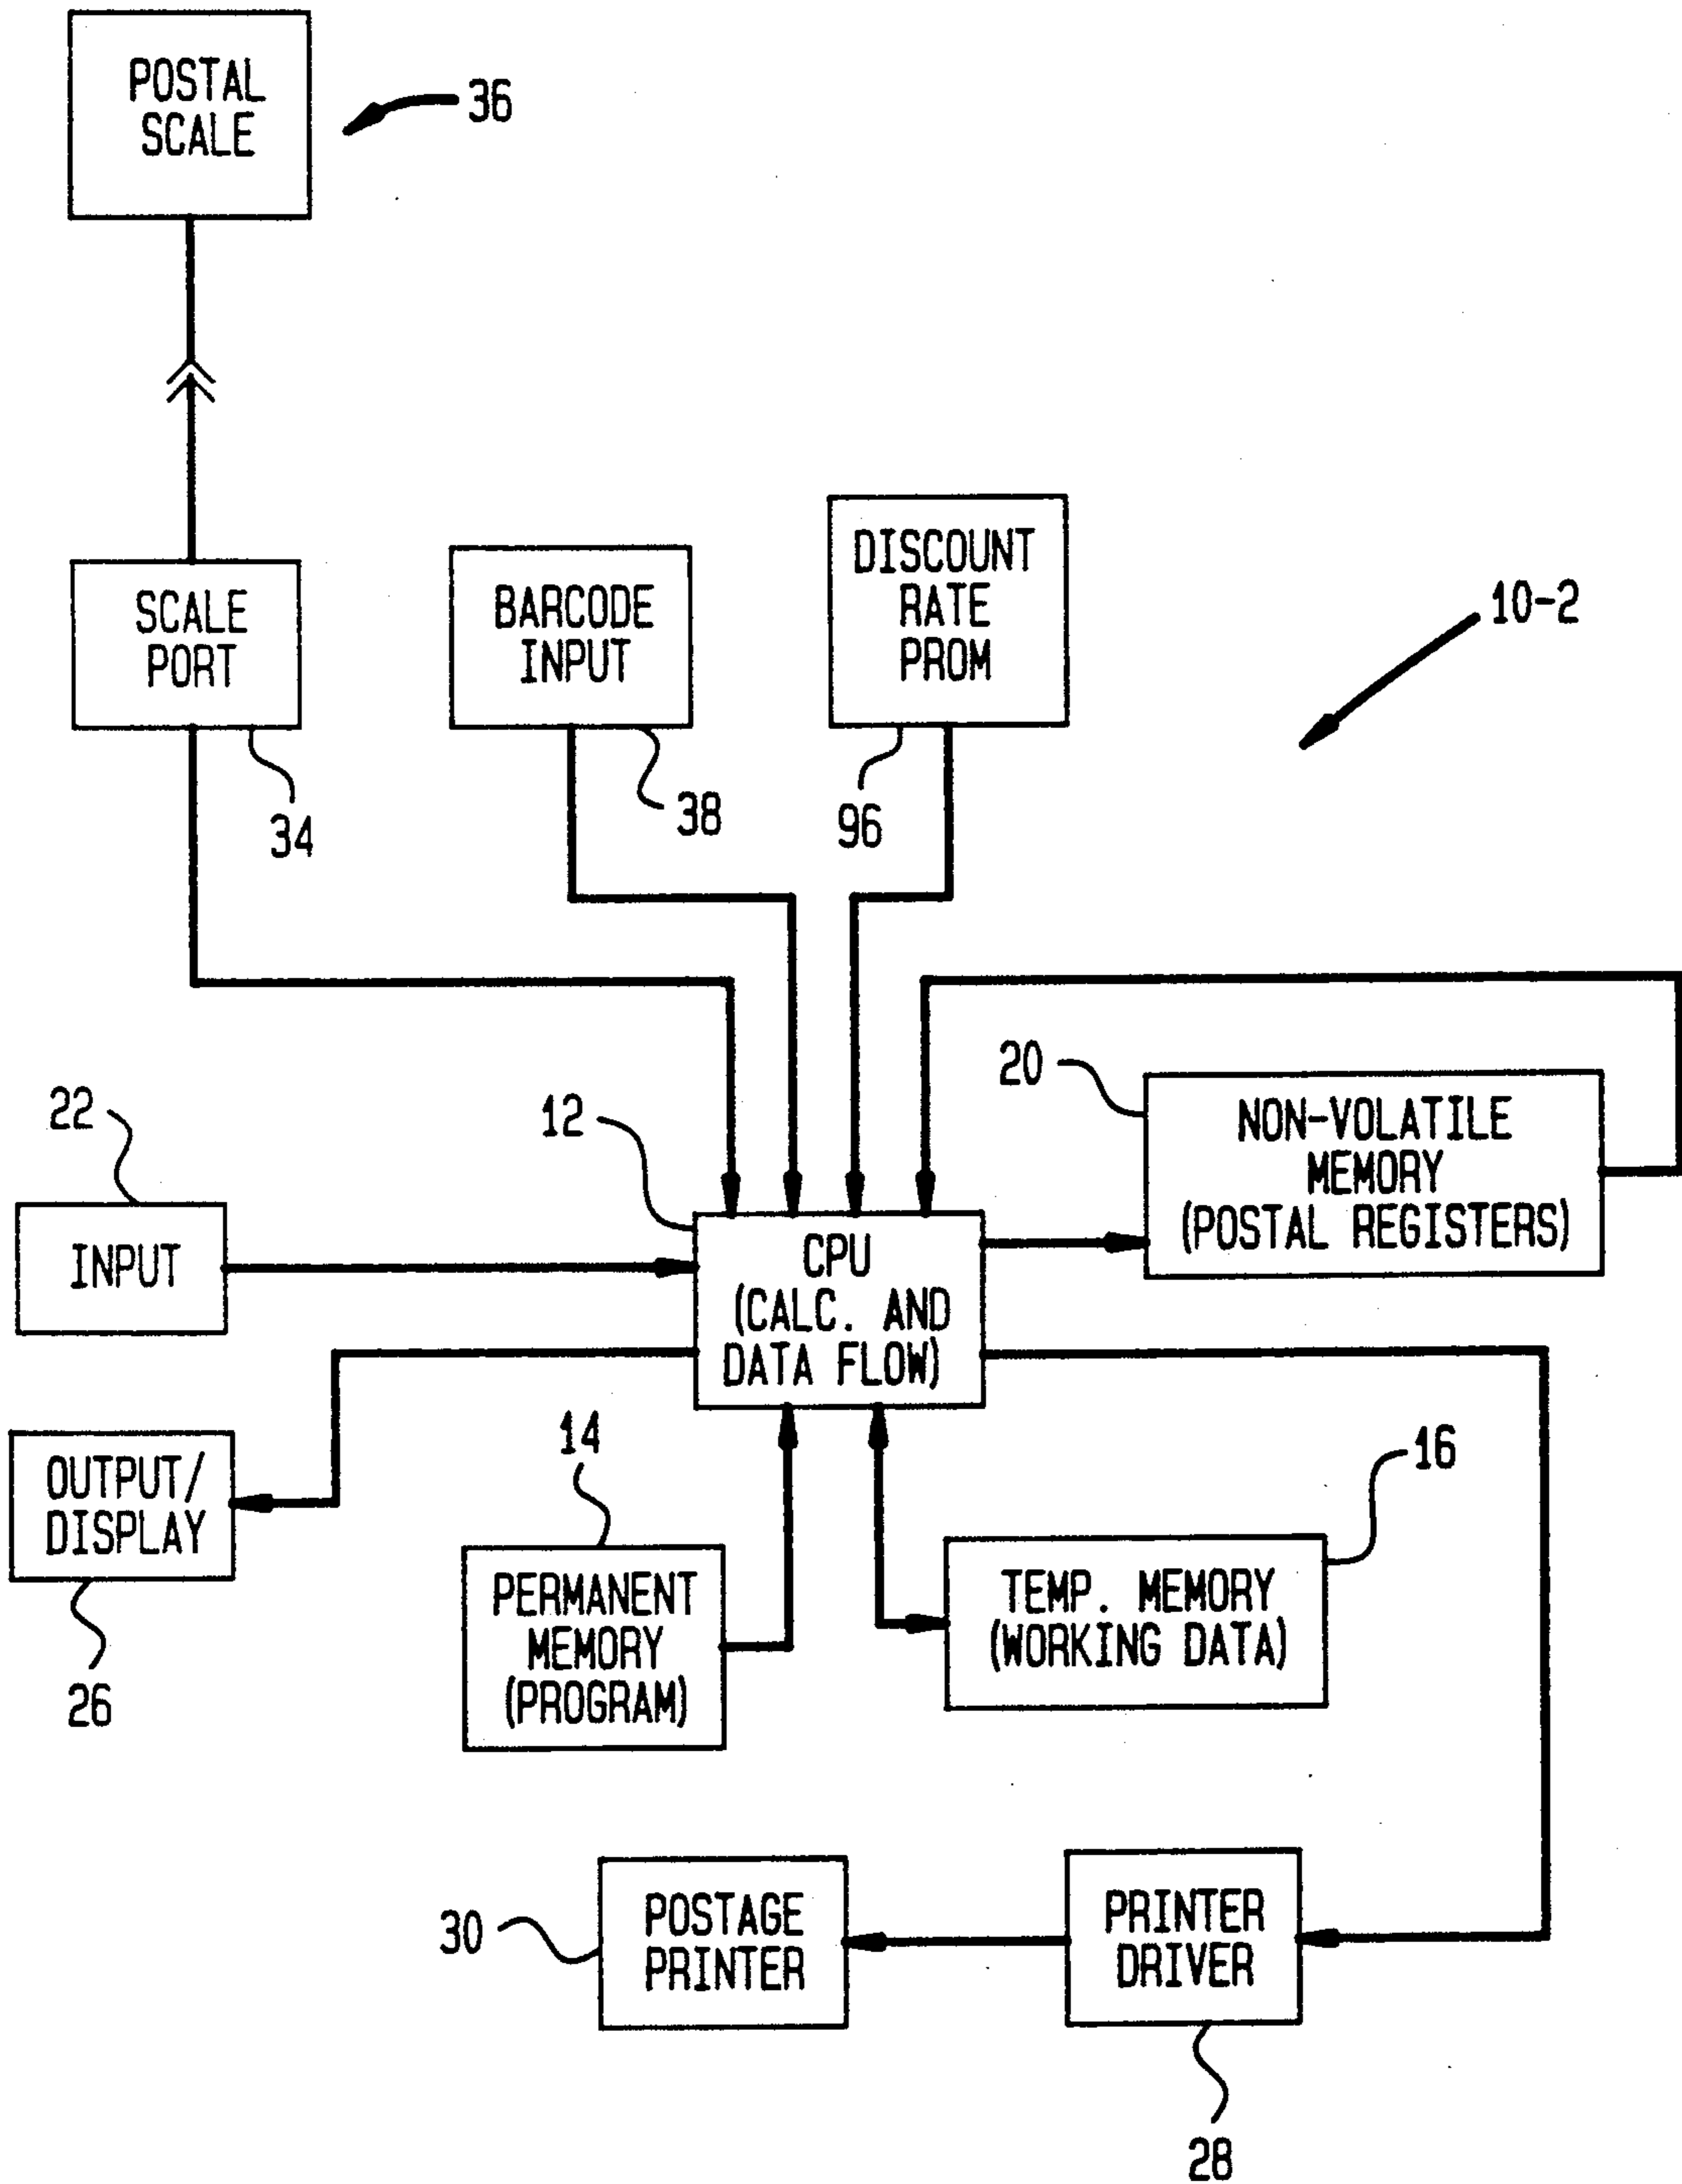 POSTAL
SCALE
36
SCALE
PORT
34
BARCODE
INPUT
38
DISCOUNT
RATE
PROM
96
10-2
22
INPUT
12
CPU
(CALC. AND
DATA FLOW)
20
NON-VOLATILE
MEMORY
(POSTAL REGISTERS)
OUTPUT/
DISPLAY
26
14
PERMANENT
MEMORY
(PROGRAM)
16
TEMP. MEMORY
(WORKING DATA)
30
POSTAGE
PRINTER
PRINTER
DRIVER
28